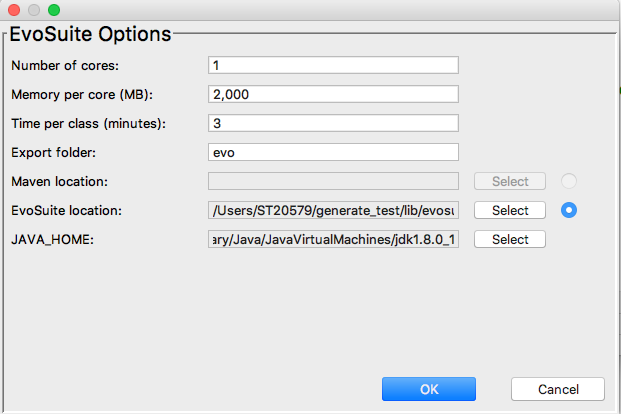 EvoSuite Options
Number of cores: 1
Memory per core (MB): 2,000
Time per class (minutes): 3
Export folder: evo
Maven location: Select
EvoSuite location: /Users/ST20579/generate_test/lib/evosu Select
JAVA_HOME: ary/Java/JavaVirtualMachines/jdk1.8.0_1 Select
OK Cancel